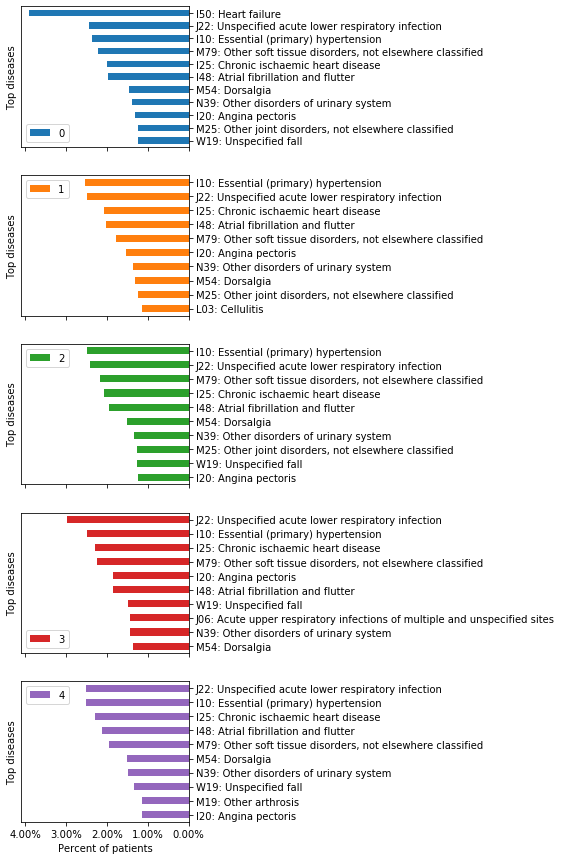 Top diseases
I50: Heart failure
J22: Unspecified acute lower respiratory infection
I10: Essential (primary) hypertension
M79: Other soft tissue disorders, not elsewhere classified
I25: Chronic ischaemic heart disease
I48: Atrial fibrillation and flutter
M54: Dorsalgia
N39: Other disorders of urinary system
I20: Angina pectoris
M25: Other joint disorders, not elsewhere classified
W19: Unspecified fall
0
Top diseases
1
I10: Essential (primary) hypertension
J22: Unspecified acute lower respiratory infection
I25: Chronic ischaemic heart disease
I48: Atrial fibrillation and flutter
M79: Other soft tissue disorders, not elsewhere classified
I20: Angina pectoris
N39: Other disorders of urinary system
M54: Dorsalgia
M25: Other joint disorders, not elsewhere classified
L03: Cellulitis
Top diseases
2
I10: Essential (primary) hypertension
J22: Unspecified acute lower respiratory infection
M79: Other soft tissue disorders, not elsewhere classified
I25: Chronic ischaemic heart disease
I48: Atrial fibrillation and flutter
M54: Dorsalgia
N39: Other disorders of urinary system
M25: Other joint disorders, not elsewhere classified
W19: Unspecified fall
I20: Angina pectoris
Top diseases
J22: Unspecified acute lower respiratory infection
I10: Essential (primary) hypertension
I25: Chronic ischaemic heart disease
M79: Other soft tissue disorders, not elsewhere classified
I20: Angina pectoris
I48: Atrial fibrillation and flutter
W19: Unspecified fall
J06: Acute upper respiratory infections of multiple and unspecified sites
N39: Other disorders of urinary system
M54: Dorsalgia
3
Top diseases
4
J22: Unspecified acute lower respiratory infection
I10: Essential (primary) hypertension
I25: Chronic ischaemic heart disease
I48: Atrial fibrillation and flutter
M79: Other soft tissue disorders, not elsewhere classified
M54: Dorsalgia
N39: Other disorders of urinary system
W19: Unspecified fall
M19: Other arthrosis
I20: Angina pectoris
4.00% 3.00% 2.00% 1.00% 0.00%
Percent of patients